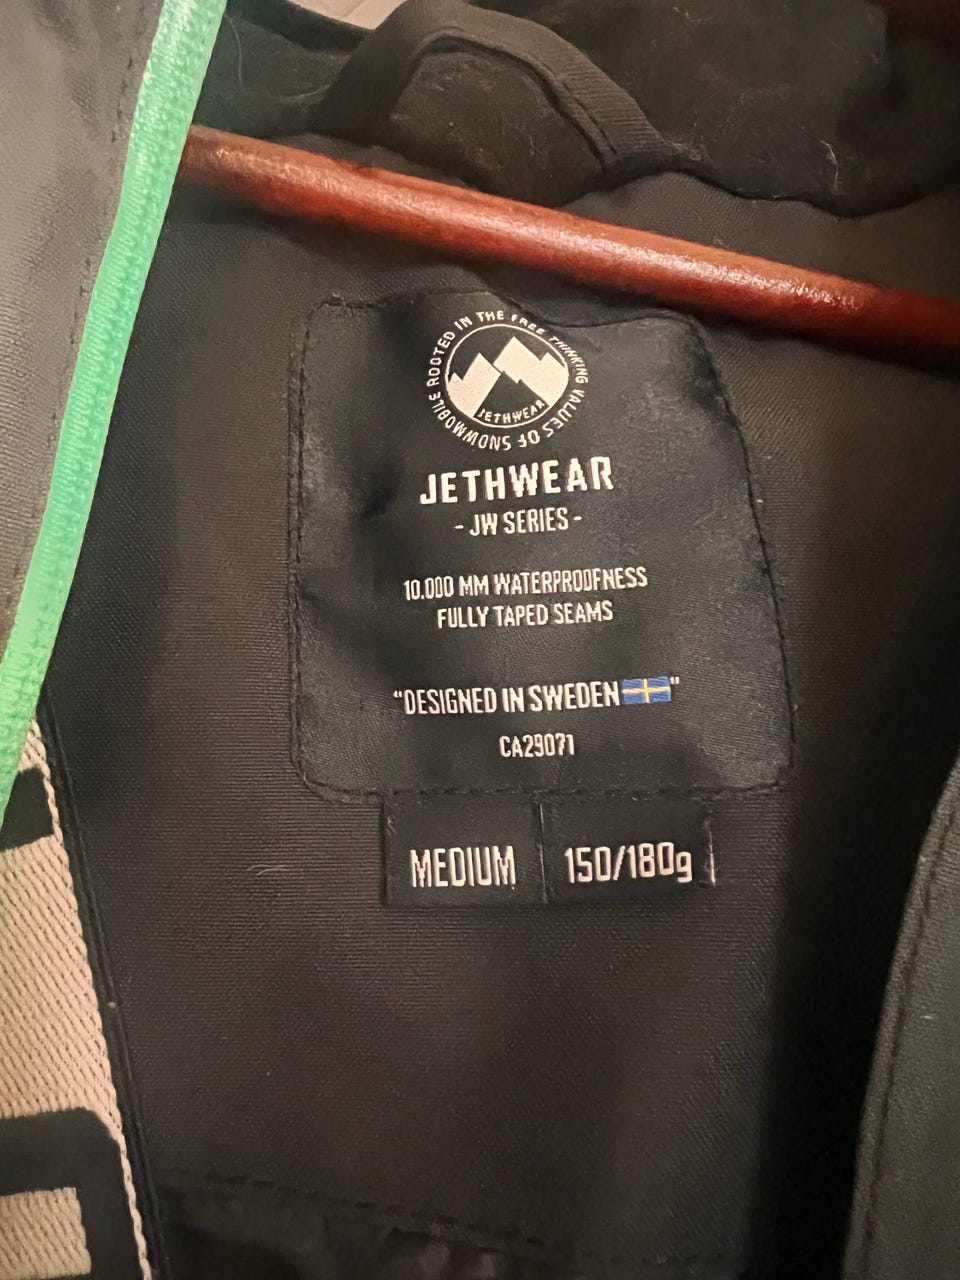 ROOTED IN THE FREE THINKING VALUES OF SNOWMOBILE
JETHWEAR
JETHWEAR
- JW SERIES -
10.000 MM WATERPROOFNESS
FULLY TAPED SEAMS
"DESIGNED IN SWEDEN"
CA29071
MEDIUM
150/180g